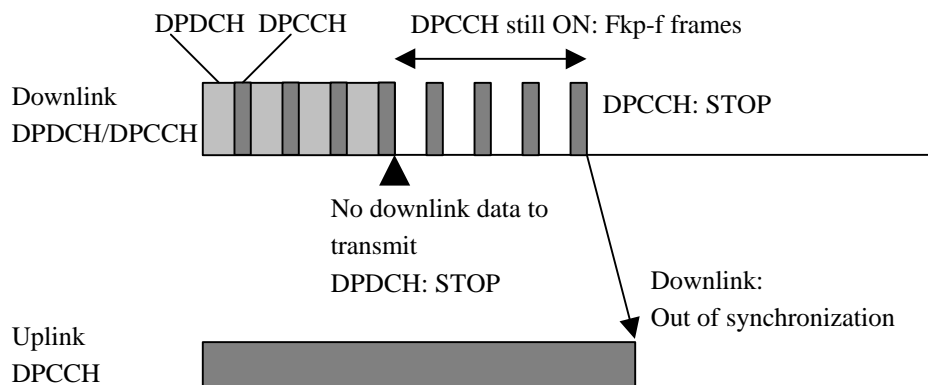 DPDCH DPCCH
DPCCH still ON: Fkp-f frames
Downlink
DPDCH/DPCCH
DPCCH: STOP
No downlink data to
transmit
DPDCH: STOP
Downlink:
Out of synchronization
Uplink
DPCCH